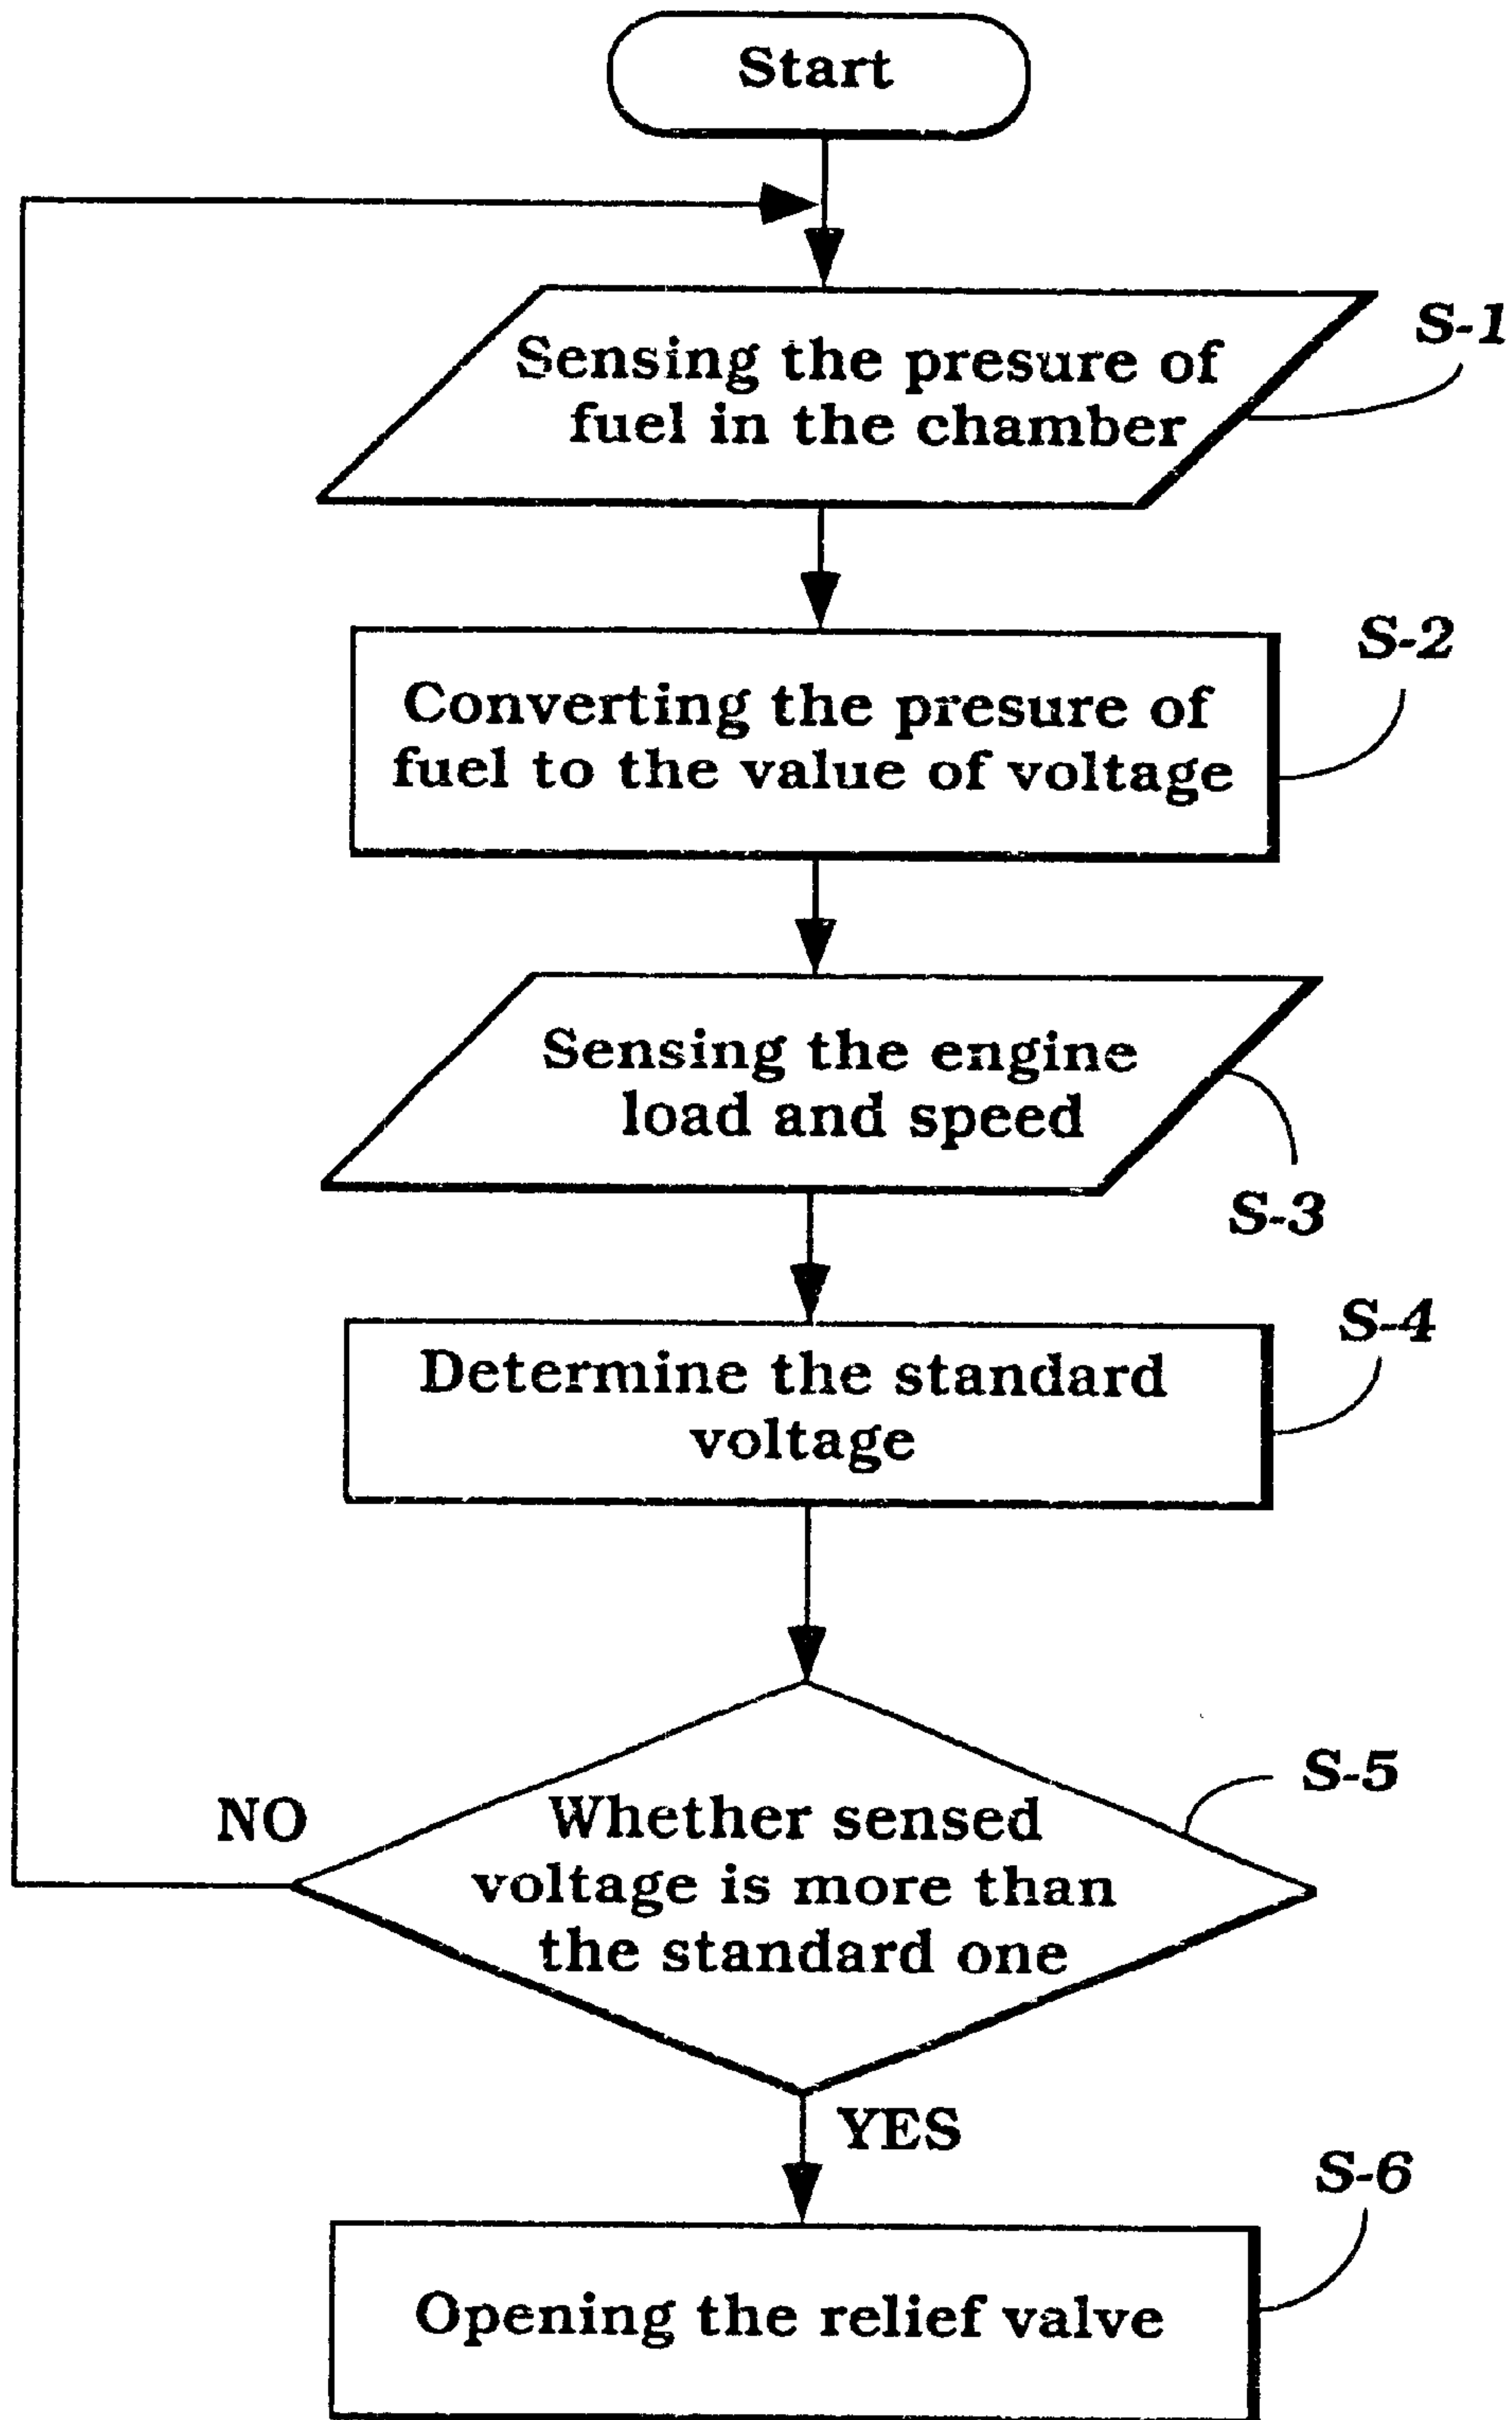 Start
Sensing the presure of
fuel in the chamber
S-1
Converting the presure of
fuel to the value of voltage
S-2
Sensing the engine
load and speed
S-3
Determine the standard
voltage
S-4
Whether sensed
voltage is more than
the standard one
S-5
NO
YES
Opening the relief valve
S-6